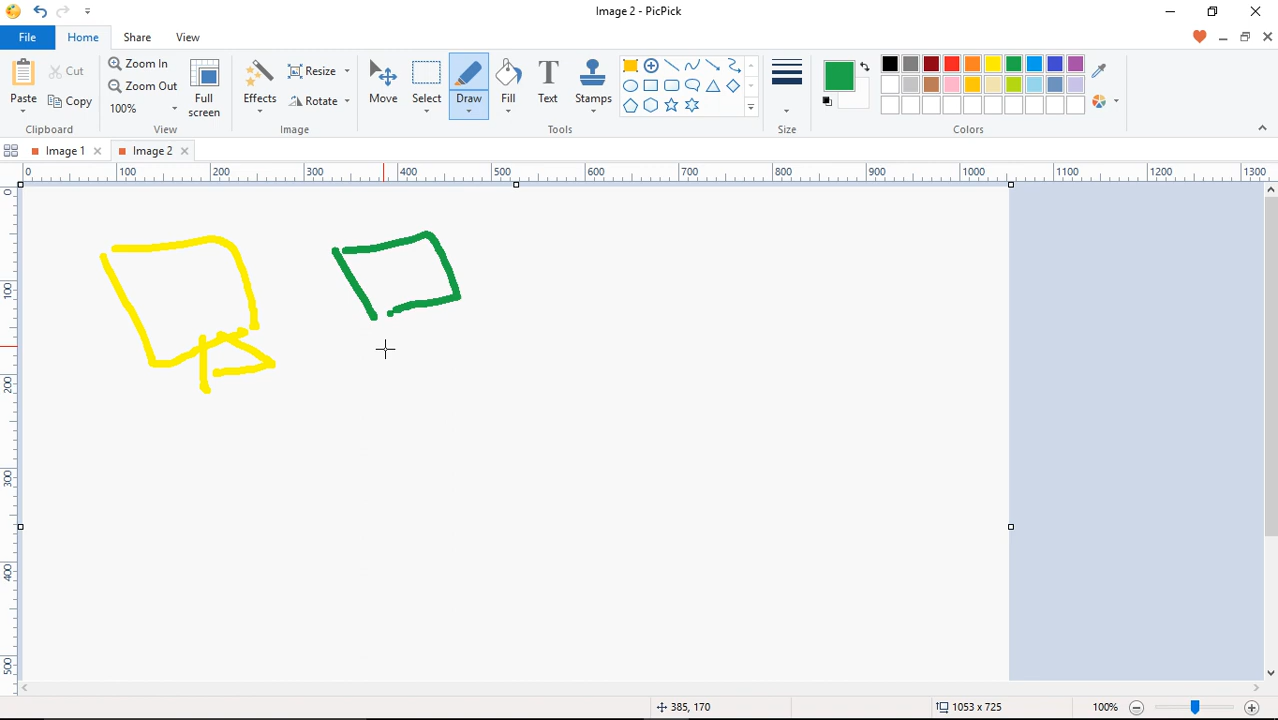 Image 2 - PicPick
File Home Share View
Paste Cut Copy Clipboard
Zoom In Zoom Out 100% Full screen View
Effects Resize Rotate Image
Move Select Draw Fill Text Stamps Tools
Size
Colors
Image 1 Image 2
0 100 200 300 400 500 600 700 800 900 1000 1100 1200 1300
0
100
200
300
400
500
385, 170 1053 x 725 100%